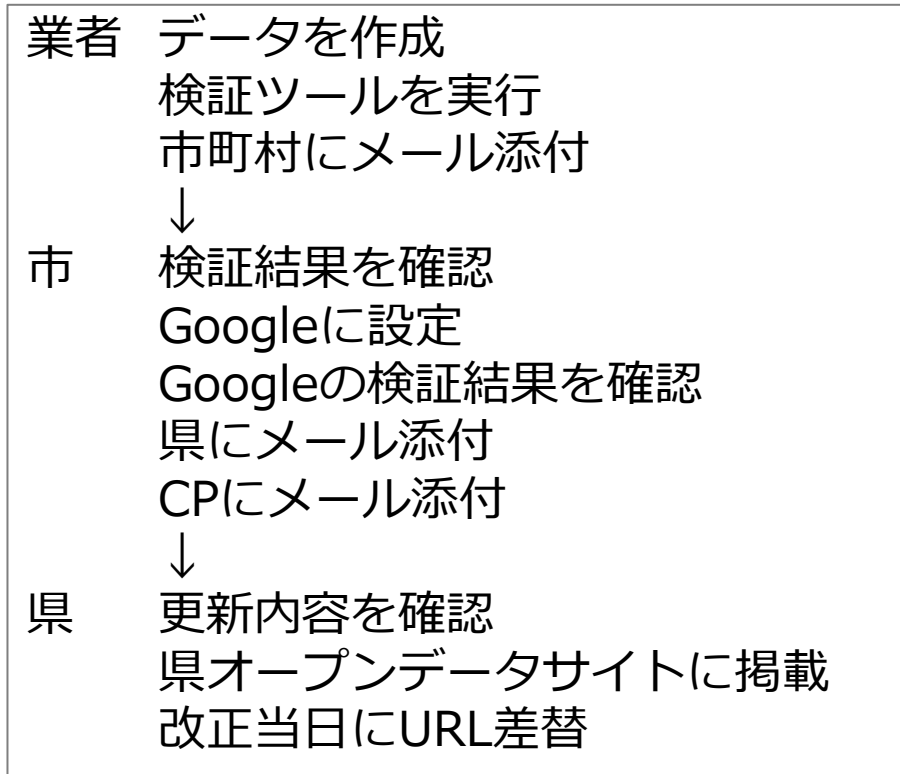 業者 データを作成
検証ツールを実行
市町村にメール添付
↓
市 検証結果を確認
Googleに設定
Googleの検証結果を確認
県にメール添付
CPにメール添付
↓
県 更新内容を確認
県オープンデータサイトに掲載
改正当日にURL差替